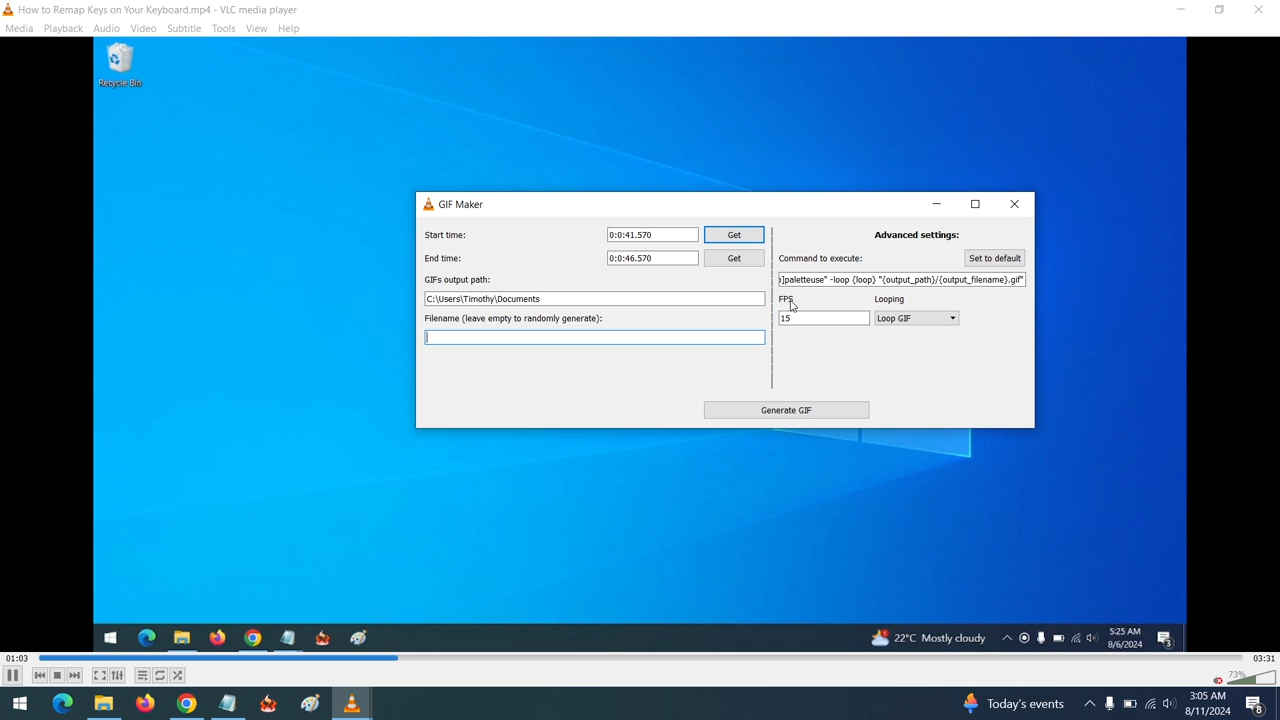 How to Remap Keys on Your Keyboard.mp4 - VLC media player
Media Playback Audio Video Subtitle Tools View Help
Recycle Bin
GIF Maker
Start time: 0:0:41.570 Get
Advanced settings:
End time: 0:0:46.570 Get
Command to execute: Set to default
GIFs output path:
]paletteuse" -loop {loop} "{output_path}/{output_filename}.gif"
C:\Users\Timothy\Documents
FPS Looping
Filename (leave empty to randomly generate):
15 Loop GIF
Generate GIF
22°C Mostly cloudy
5:25 AM
8/6/2024
3
01:03
03:31
73%
Today's events
3:05 AM
8/11/2024
8